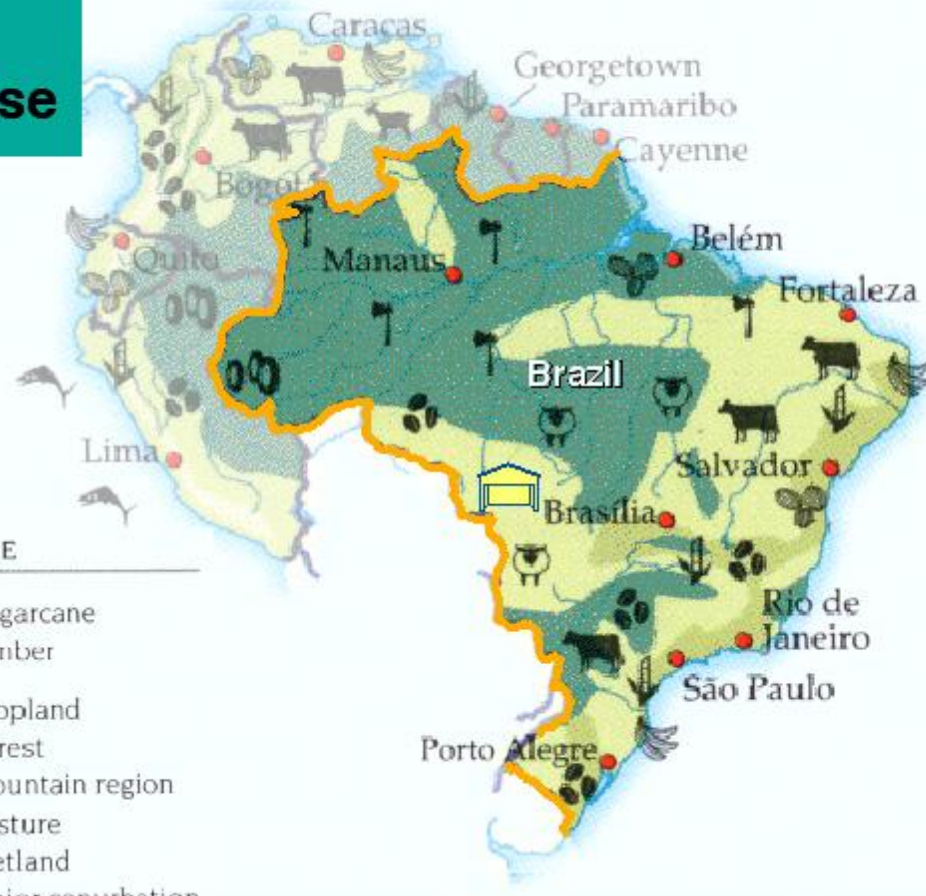 se
Caracas
Georgetown
Paramaribo
Cayenne
Bogotá
Quito
Manaus
Belém
Fortaleza
Brazil
Lima
Salvador
Brasília
E
garcane
nber
opland
rest
ountain region
sture
etland
Rio de
Janeiro
São Paulo
Porto Alegre